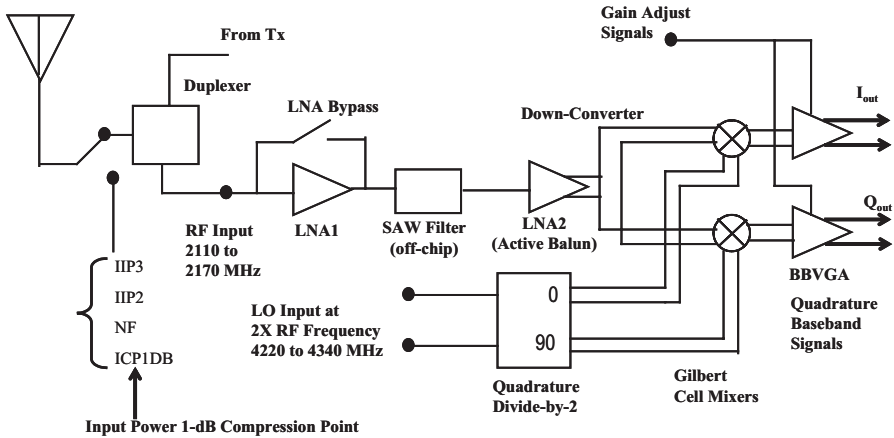 From Tx
Duplexer
LNA Bypass
LNA1
RF Input
2110 to
2170 MHz
SAW Filter
(off-chip)
LNA2
(Active Balun)
Down-Converter
Gain Adjust
Signals
Iout
Qout
BBVGA
Quadrature
Baseband
Signals
IIP3
IIP2
NF
ICP1DB
Input Power 1-dB Compression Point
LO Input at
2X RF Frequency
4220 to 4340 MHz
0
90
Quadrature
Divide-by-2
Gilbert
Cell Mixers